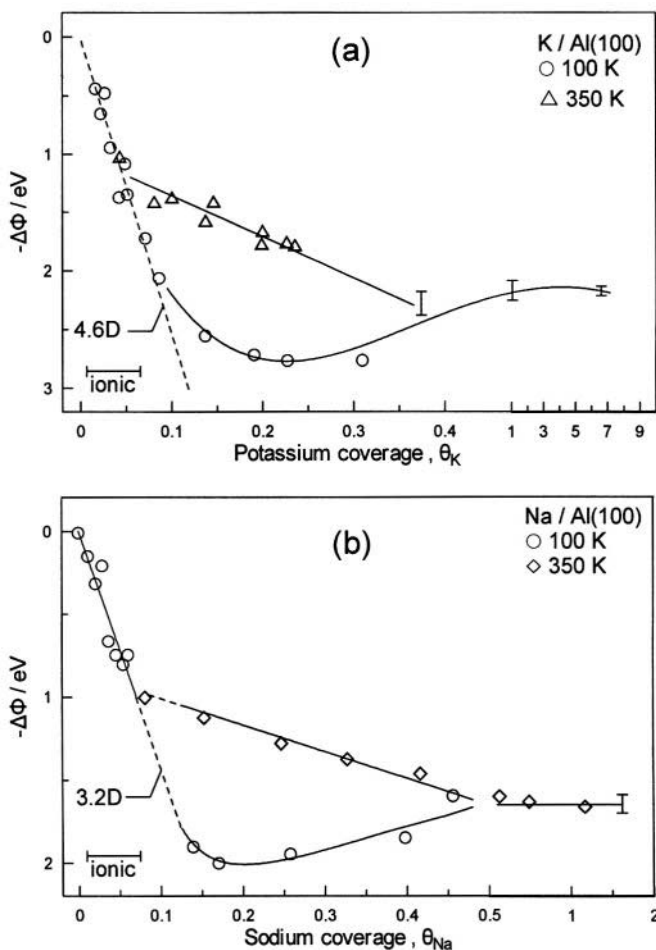 (a)
K / Al(100)
100 K
350 K
0
1
2
3
-ΔΦ / eV
4.6D
ionic
0 0.1 0.2 0.3 0.4 1 3 5 7 9
Potassium coverage , θK
(b)
Na / Al(100)
100 K
350 K
0
1
2
-ΔΦ / eV
3.2D
ionic
0 0.1 0.2 0.3 0.4 0.5 1 2
Sodium coverage, θNa